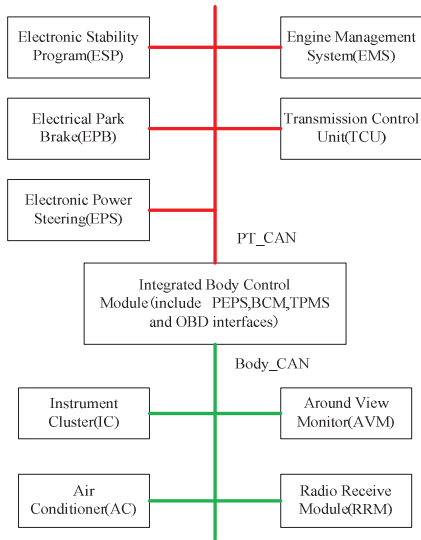 Electronic Stability
Program(ESP)
Engine Management
System(EMS)
Electrical Park
Brake(EPB)
Transmission Control
Unit(TCU)
Electronic Power
Steering(EPS)
PT_CAN
Integrated Body Control
Module(include PEPS,BCM,TPMS
and OBD interfaces)
Body_CAN
Instrument
Cluster(IC)
Around View
Monitor(AVM)
Air
Conditioner(AC)
Radio Receive
Module(RRM)